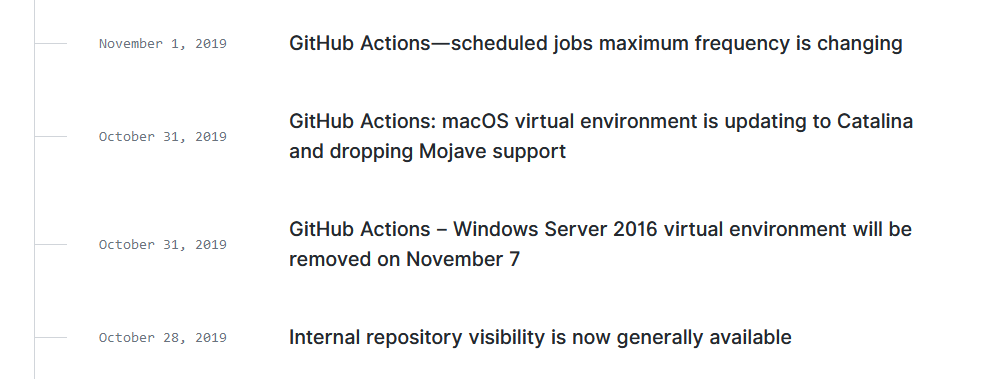 November 1, 2019
GitHub Actions—scheduled jobs maximum frequency is changing
October 31, 2019
GitHub Actions: macOS virtual environment is updating to Catalina
and dropping Mojave support
October 31, 2019
GitHub Actions – Windows Server 2016 virtual environment will be
removed on November 7
October 28, 2019
Internal repository visibility is now generally available